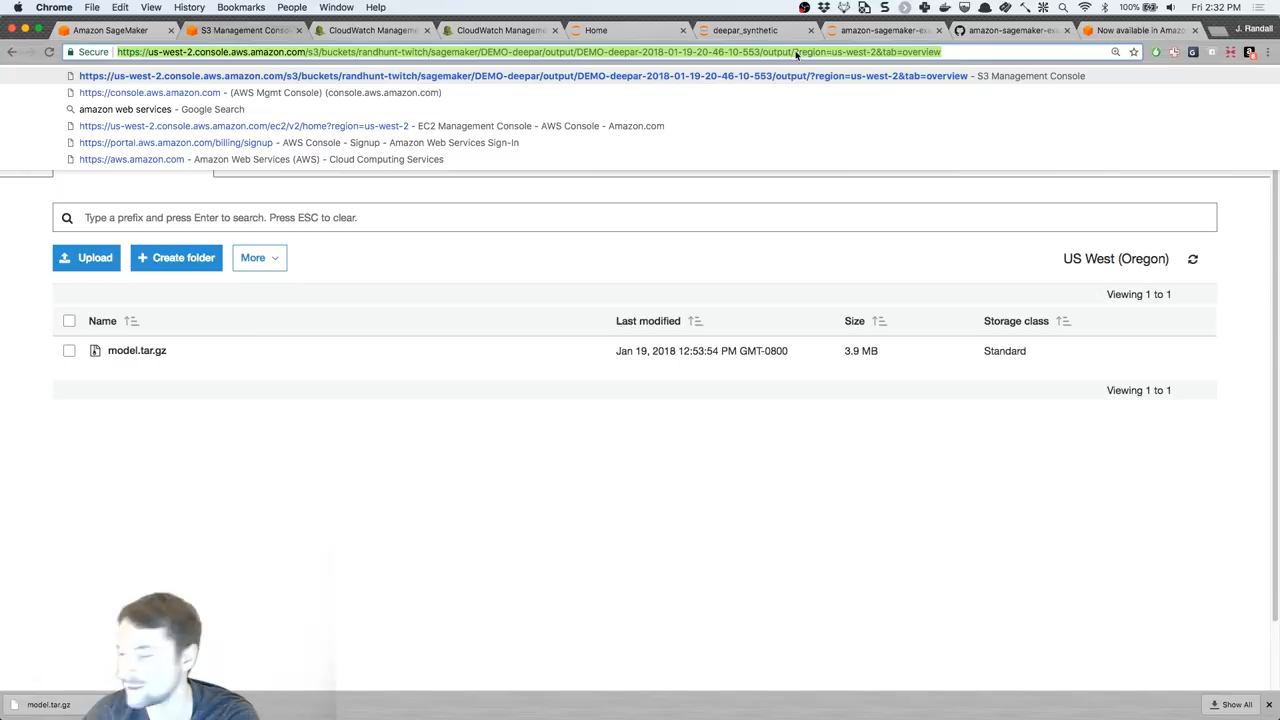 Chrome File Edit View History Bookmarks People Window Help 100% Fri 2:32 PM
Amazon SageMaker S3 Management Cons CloudWatch Managem CloudWatch Managem Home deepar_synthetic amazon-sagemaker-ex amazon-sagemaker-ex Now available in Amazo J. Randall
Secure https://us-west-2.console.aws.amazon.com/s3/buckets/randhunt-twitch/sagemaker/DEMO-deepar/output/DEMO-deepar-2018-01-19-20-46-10-553/output/?region=us-west-2&tab=overview
https://us-west-2.console.aws.amazon.com/s3/buckets/randhunt-twitch/sagemaker/DEMO-deepar/output/DEMO-deepar-2018-01-19-20-46-10-553/output/?region=us-west-2&tab=overview - S3 Management Console
https://console.aws.amazon.com - (AWS Mgmt Console) (console.aws.amazon.com)
amazon web services - Google Search
https://us-west-2.console.aws.amazon.com/ec2/v2/home?region=us-west-2 - EC2 Management Console - AWS Console - Amazon.com
https://portal.aws.amazon.com/billing/signup - AWS Console - Signup - Amazon Web Services Sign-In
https://aws.amazon.com - Amazon Web Services (AWS) - Cloud Computing Services
Type a prefix and press Enter to search. Press ESC to clear.
Upload Create folder More US West (Oregon)
Viewing 1 to 1
Name Last modified Size Storage class
model.tar.gz Jan 19, 2018 12:53:54 PM GMT-0800 3.9 MB Standard
Viewing 1 to 1
model.tar.gz Show All